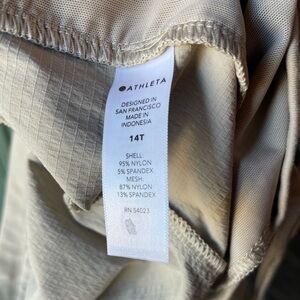 ATHLETA
DESIGNED IN
SAN FRANCISCO
MADE IN
INDONESIA
14T
SHELL:
95% NYLON
5% SPANDEX
MESH:
87% NYLON
13% SPANDEX
RN 54023